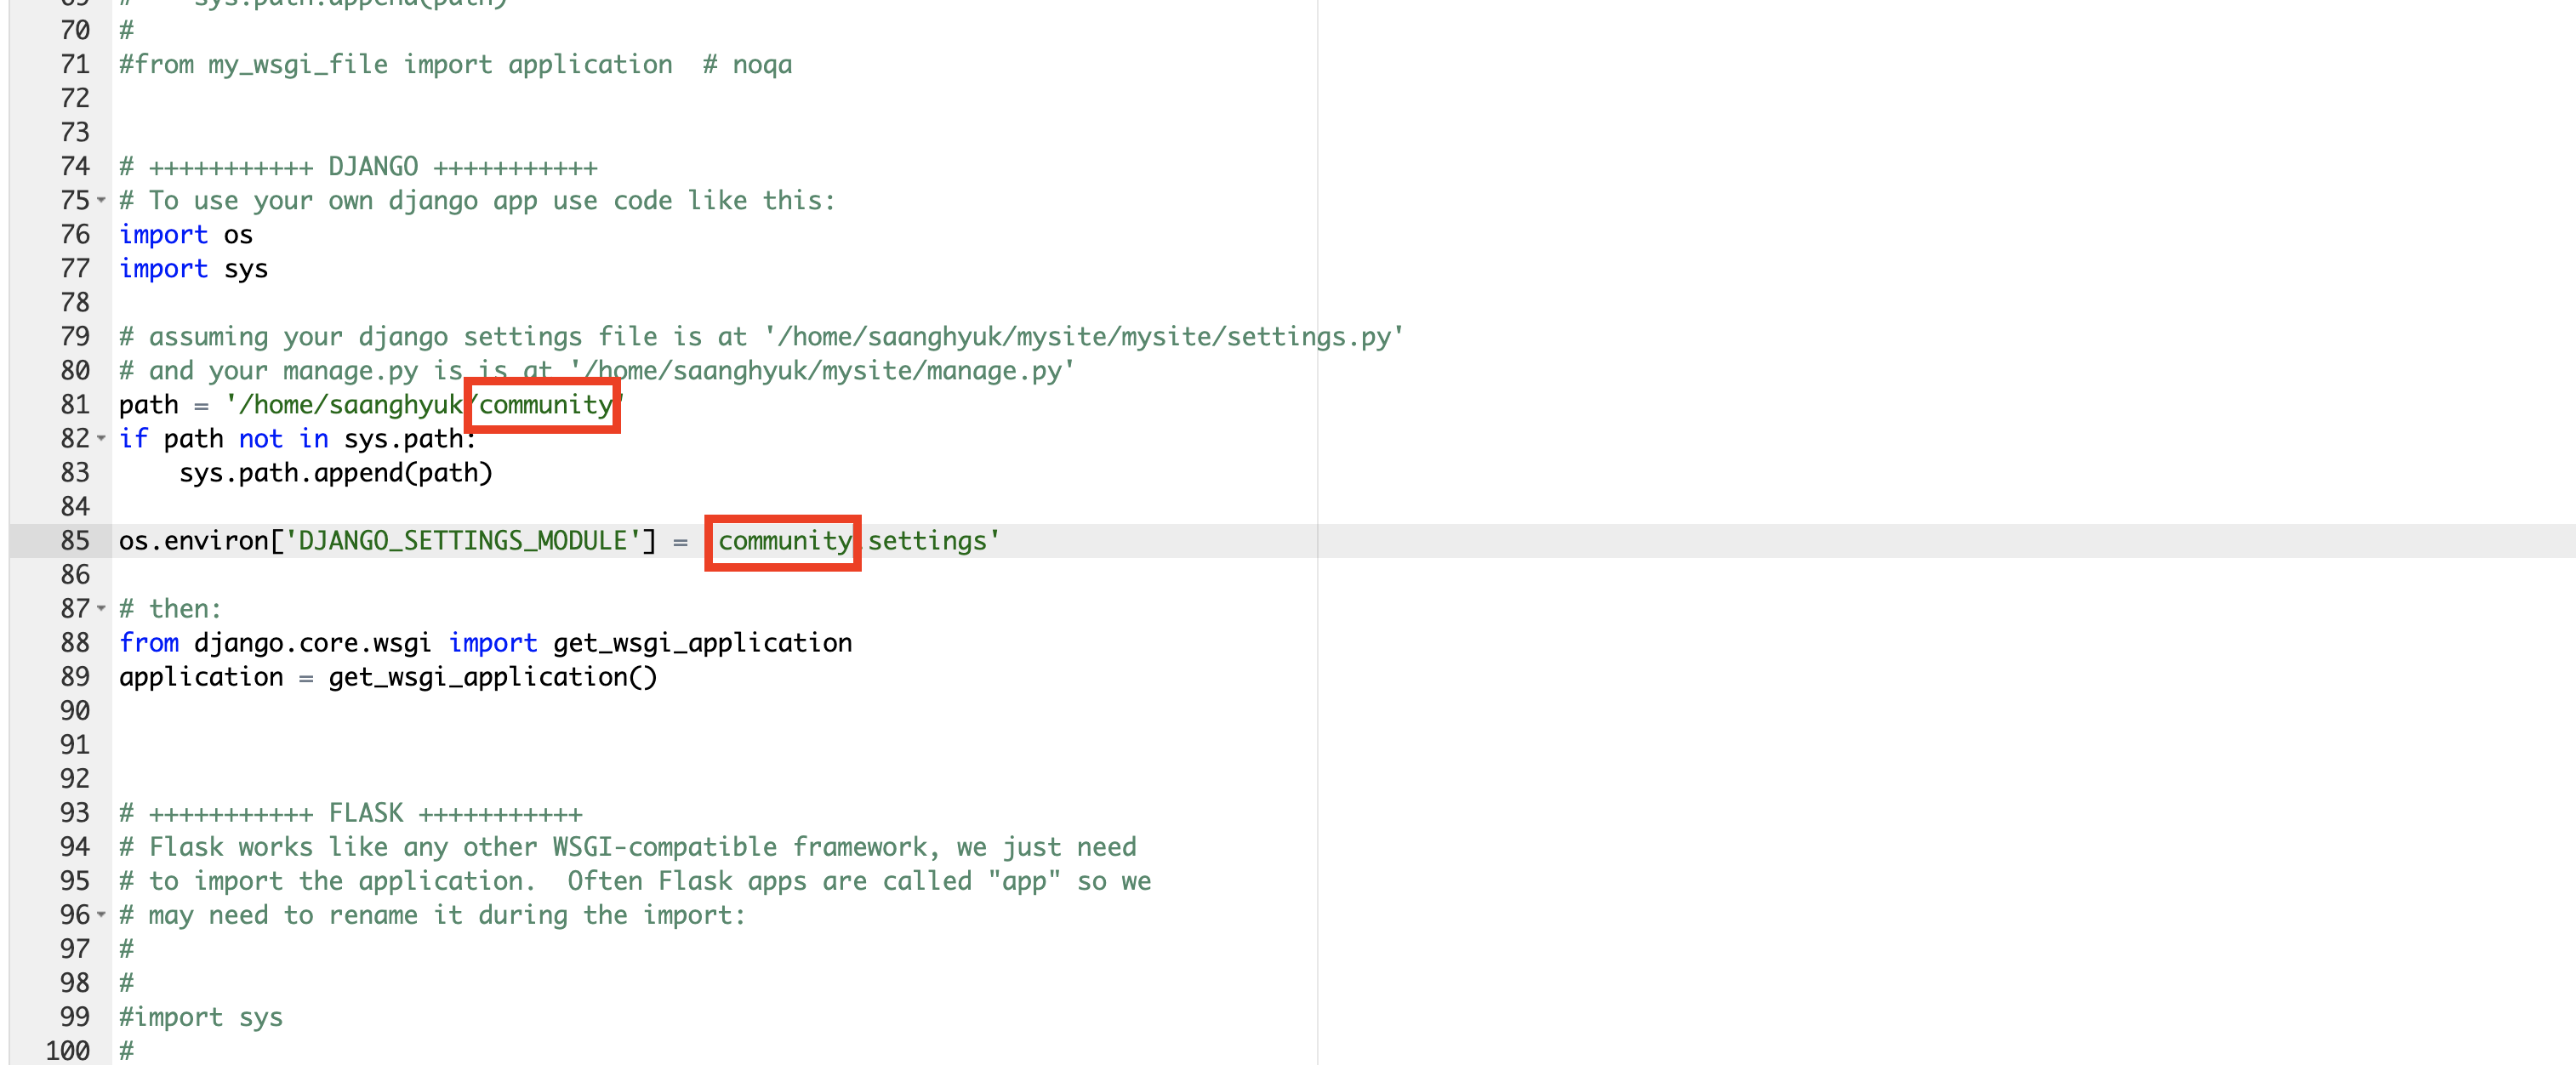 69 #    sys.path.append(path)
70 #
71 #from my_wsgi_file import application  # noqa
72
73
74 # +++++++++++ DJANGO +++++++++++
75 # To use your own django app use code like this:
76 import os
77 import sys
78
79 # assuming your django settings file is at '/home/saanghyuk/mysite/mysite/settings.py'
80 # and your manage.py is is at '/home/saanghyuk/mysite/manage.py'
81 path = '/home/saanghyuk/community'
82 if path not in sys.path:
83     sys.path.append(path)
84
85 os.environ['DJANGO_SETTINGS_MODULE'] = 'community.settings'
86
87 # then:
88 from django.core.wsgi import get_wsgi_application
89 application = get_wsgi_application()
90
91
92
93 # +++++++++++ FLASK +++++++++++
94 # Flask works like any other WSGI-compatible framework, we just need
95 # to import the application.  Often Flask apps are called "app" so we
96 # may need to rename it during the import:
97 #
98 #
99 #import sys
100 #